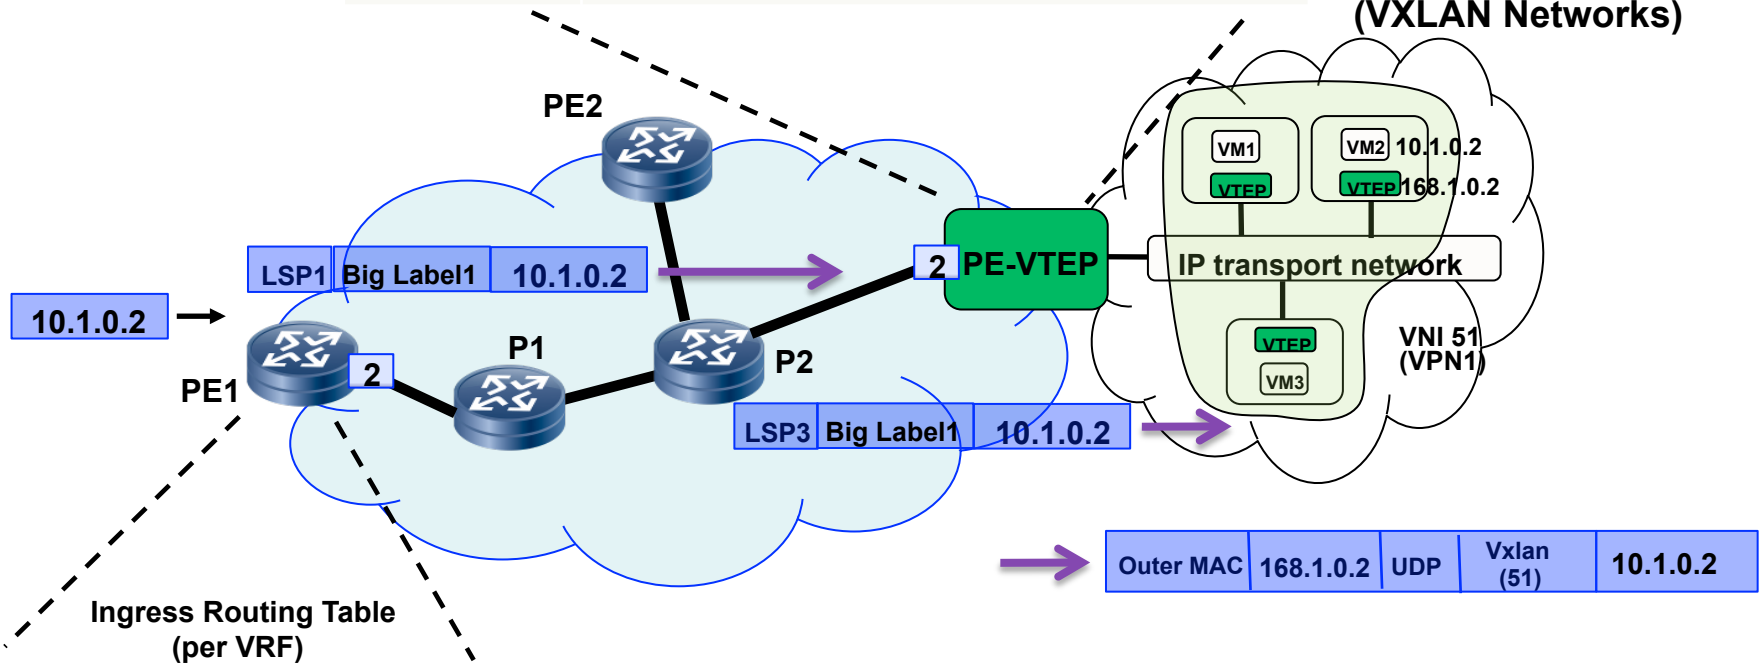 (VXLAN Networks)
PE2
VM1
VM2
10.1.0.2
VTEP
VTEP
168.1.0.2
LSP1
Big Label1
10.1.0.2
2
PE-VTEP
IP transport network
10.1.0.2
P1
P2
VTEP
VNI 51
(VPN1)
PE1
2
VM3
LSP3
Big Label1
10.1.0.2
Outer MAC
168.1.0.2
UDP
Vxlan
(51)
10.1.0.2
Ingress Routing Table
(per VRF)